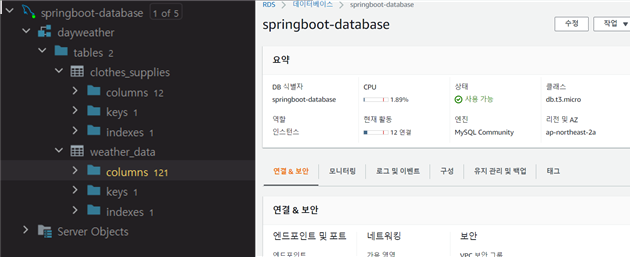 springboot-database 1 of 5
dayweather
tables 2
clothes_supplies
columns 12
keys 1
indexes 1
weather_data
columns 121
keys 1
indexes 1
Server Objects
RDS > 데이터베이스 > springboot-database
springboot-database
수정
작업
요약
DB 식별자
springboot-database
CPU
1.89%
상태
사용 가능
클래스
db.t3.micro
역할
인스턴스
현재 활동
12 연결
엔진
MySQL Community
리전 및 AZ
ap-northeast-2a
연결 & 보안
모니터링
로그 및 이벤트
구성
유지 관리 및 백업
태그
연결 & 보안
엔드포인트 및 포트
네트워킹
보안
엔드포인트
가용 영역
VPC 보안 그룹